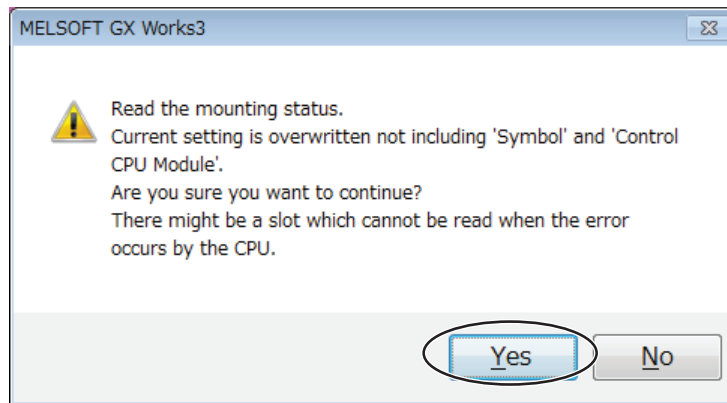 MELSOFT GX Works3
Read the mounting status.
Current setting is overwritten not including 'Symbol' and 'Control
CPU Module'.
Are you sure you want to continue?
There might be a slot which cannot be read when the error
occurs by the CPU.
Yes
No